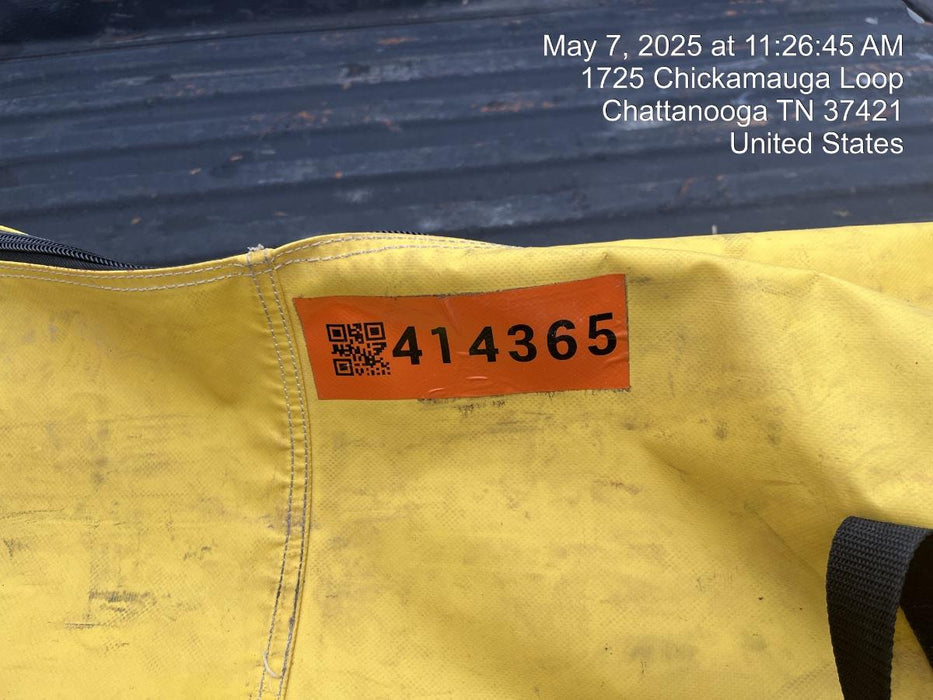 May 7, 2025 at 11:26:45 AM
1725 Chickamauga Loop
Chattanooga TN 37421
United States
414365